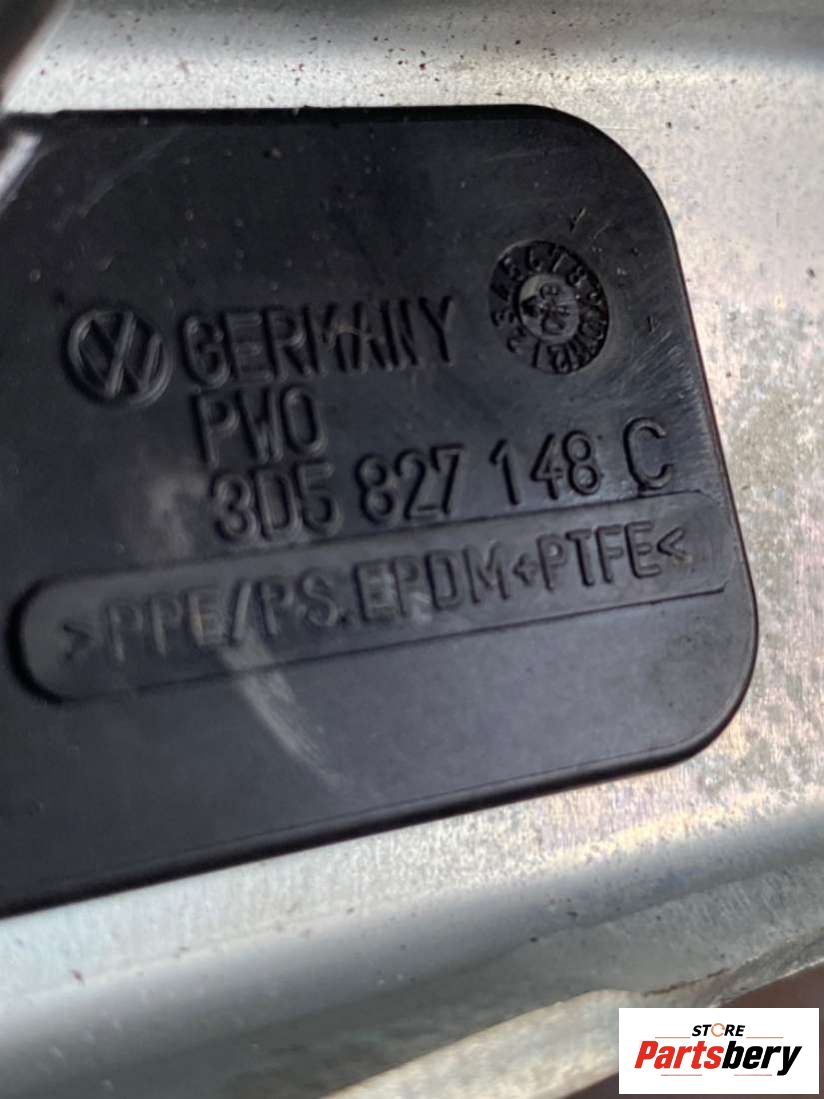 GERMANY
PWO
3D5 827 148 C
>PPE/PS.EPDM+PTFE<
STORE
Partsbery